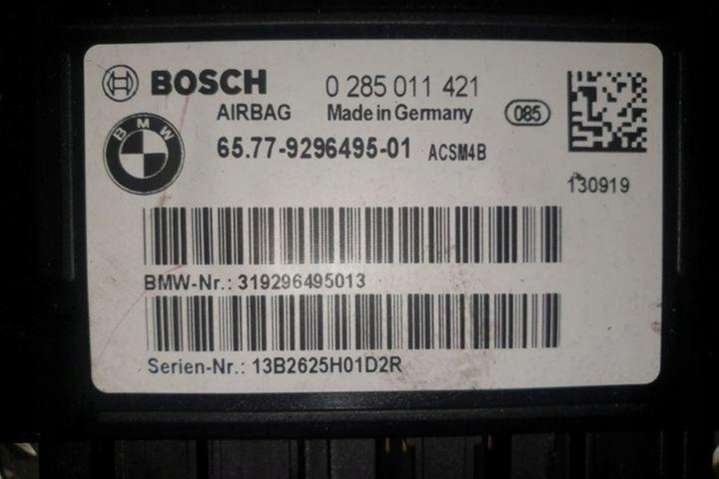 BOSCH 0 285 011 421
AIRBAG Made in Germany 085
BMW
65.77-9296495-01 ACSM4B
130919
BMW-Nr.: 319296495013
Serien-Nr.: 13B2625H01D2R